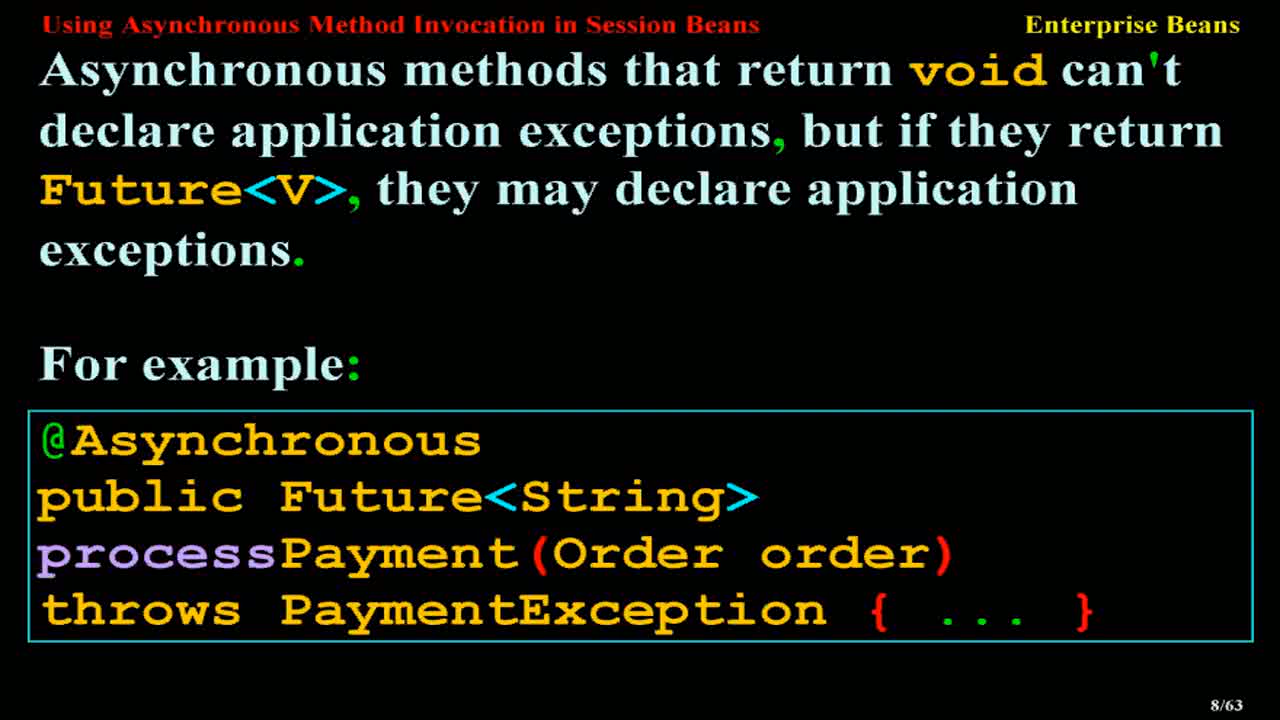 Using Asynchronous Method Invocation in Session Beans Enterprise Beans
Asynchronous methods that return void can't
declare application exceptions, but if they return
Future<V>, they may declare application
exceptions.
For example:
@Asynchronous
public Future<String>
processPayment(Order order)
throws PaymentException { ... }
8/63